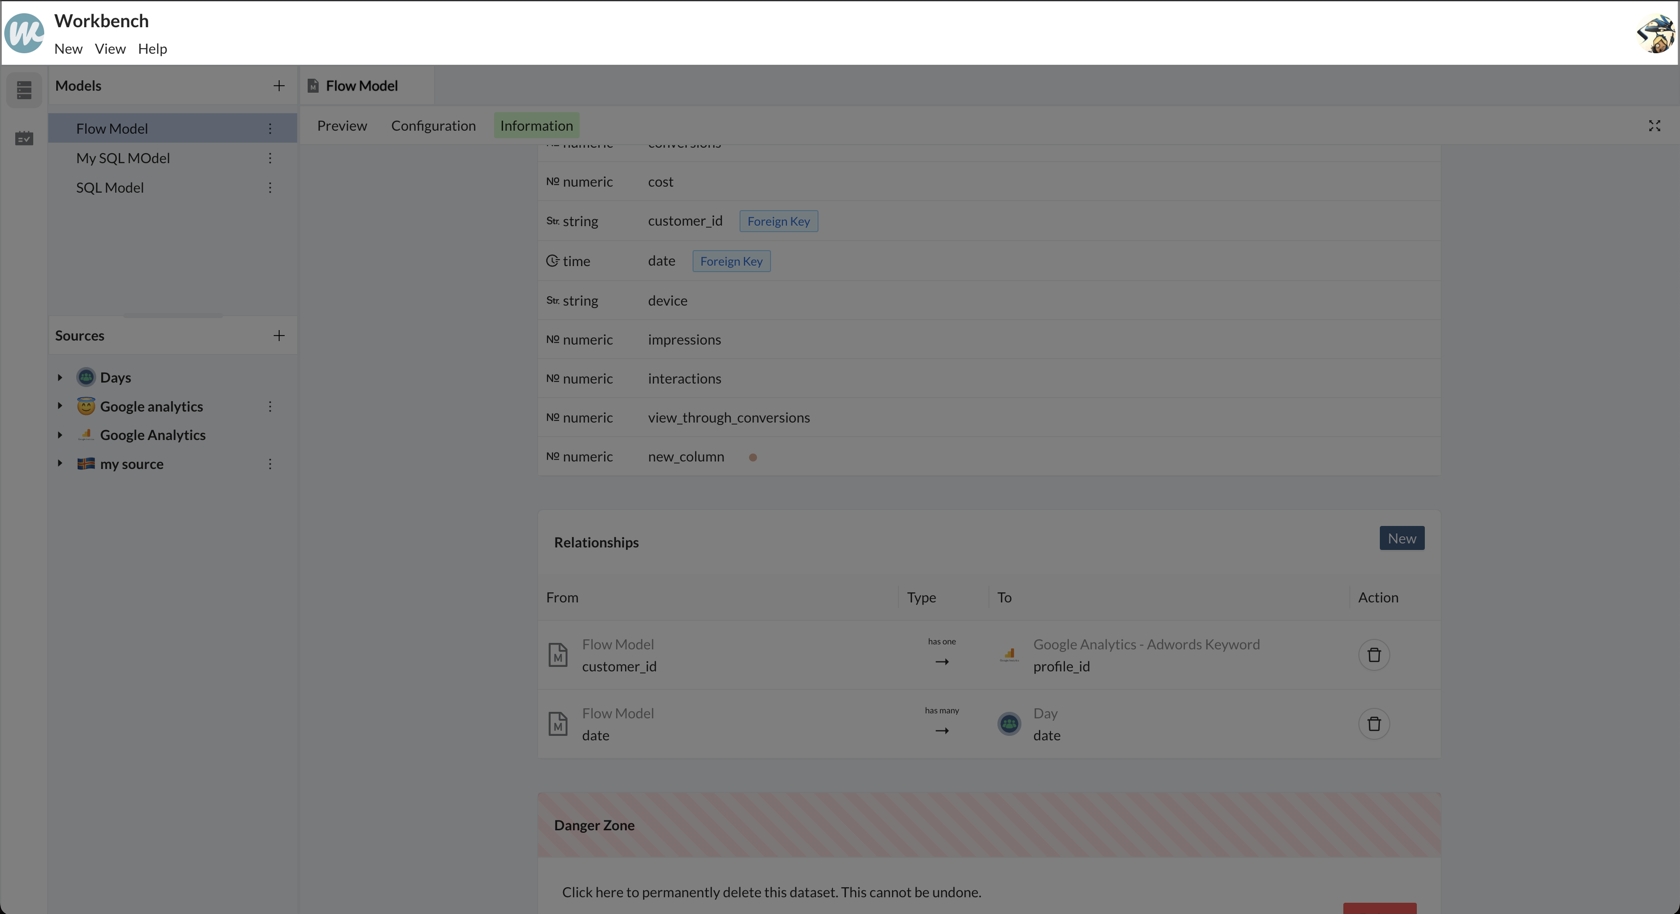 Workbench
New View Help
Models
Flow Model
My SQL MOdel
SQL Model
Sources
Days
Google analytics
Google Analytics
my source
Flow Model
Preview Configuration Information
numeric conversions
№ numeric cost
Str. string customer_id Foreign Key
time date Foreign Key
Str. string device
№ numeric impressions
№ numeric interactions
№ numeric view_through_conversions
№ numeric new_column
Relationships
New
From Type To Action
Flow Model has one Google Analytics - Adwords Keyword
customer_id → profile_id
Flow Model has many Day
date → date
Danger Zone
Click here to permanently delete this dataset. This cannot be undone.